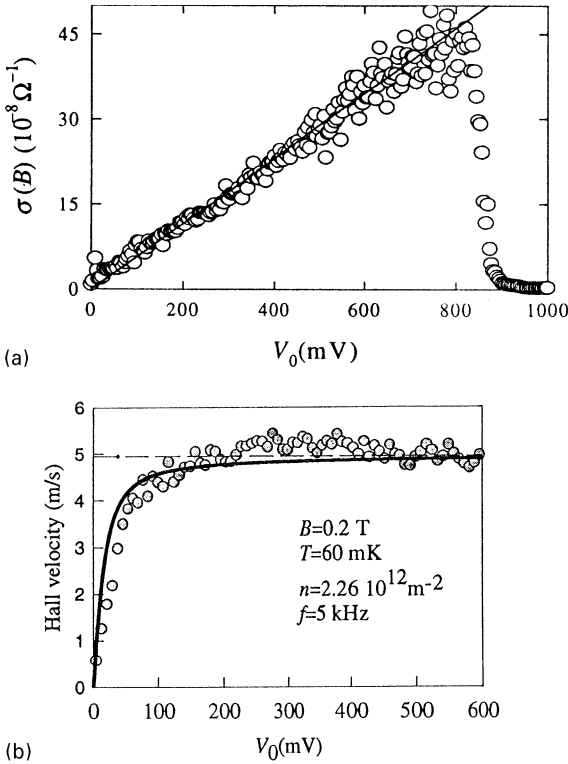 45
30
15
0
σ(B) (10⁻⁸ Ω⁻¹)
0 200 400 600 800 1000
V₀(mV)
(a)
6
5
4
3
2
1
0
Hall velocity (m/s)
B=0.2 T
T=60 mK
n=2.26 10¹²m⁻²
f=5 kHz
0 100 200 300 400 500 600
V₀(mV)
(b)